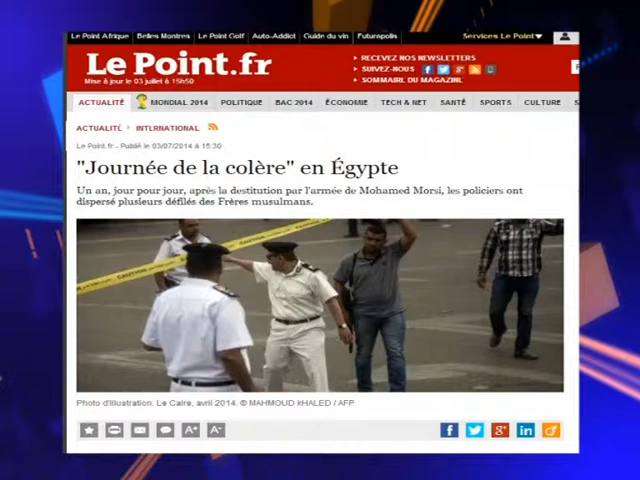 Le Point Afrique Belles Montres Le Point Golf Auto-Addict Guide du vin Futuropolis Services Le Point
Le Point.fr
Mise à jour le 03 juillet à 15h50
RECEVEZ NOS NEWSLETTERS
SUIVEZ-NOUS
SOMMAIRE DU MAGAZINE
ACTUALITÉ MONDIAL 2014 POLITIQUE BAC 2014 ÉCONOMIE TECH & NET SANTÉ SPORTS CULTURE S
ACTUALITÉ INTERNATIONAL
Le Point.fr - Publié le 03/07/2014 à 15:30
"Journée de la colère" en Égypte
Un an, jour pour jour, après la destitution par l'armée de Mohamed Morsi, les policiers ont
dispersé plusieurs défilés des Frères musulmans.
CAUTION
Photo d'illustration. Le Caire, avril 2014. © MAHMOUD KHALED / AFP
A+ A-